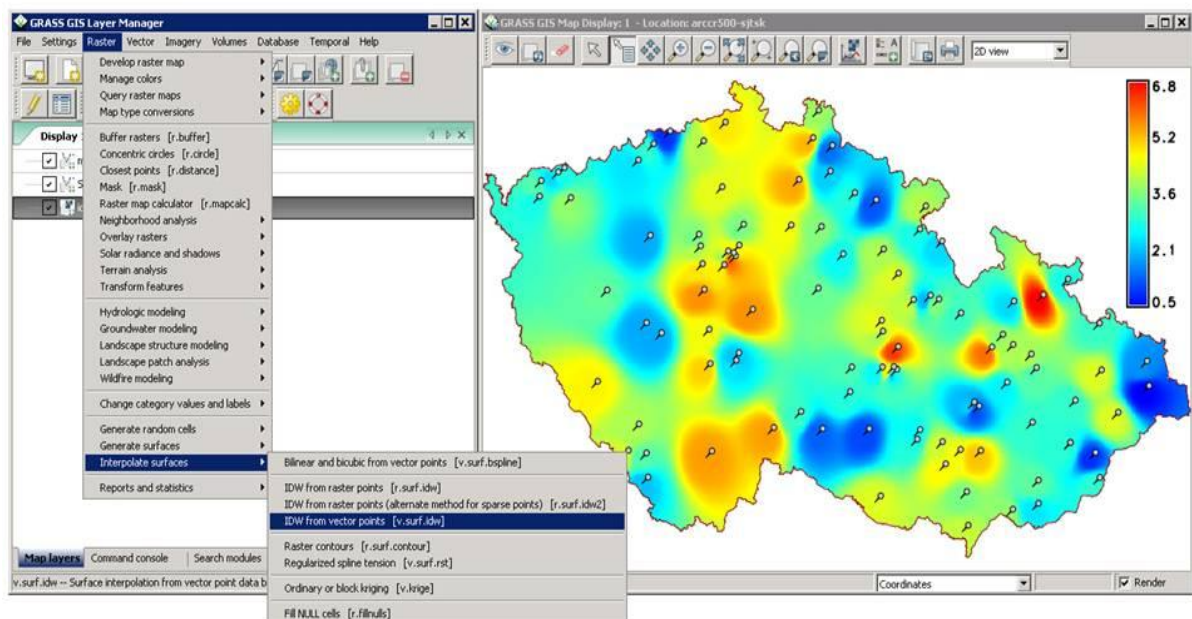 GRASS GIS Layer Manager
File Settings Raster Vector Imagery Volumes Database Temporal Help
Develop raster map
Manage colors
Query raster maps
Map type conversions
Display
Buffer rasters [r.buffer]
Concentric circles [r.circle]
Closest points [r.distance]
Mask [r.mask]
Raster map calculator [r.mapcalc]
Neighborhood analysis
Overlay rasters
Solar radiance and shadows
Terrain analysis
Transform features
Hydrologic modeling
Groundwater modeling
Landscape structure modeling
Landscape patch analysis
Wildfire modeling
Change category values and labels
Generate random cells
Generate surfaces
Interpolate surfaces
Reports and statistics
Bilinear and bicubic from vector points [v.surf.bspline]
IDW from raster points [r.surf.idw]
IDW from raster points (alternate method for sparse points) [r.surf.idw2]
IDW from vector points [v.surf.idw]
Raster contours [r.surf.contour]
Regularized spline tension [v.surf.rst]
Ordinary or block kriging [v.krige]
Fill NULL cells [r.fillnulls]
Map layers Command console Search modules
v.surf.idw -- Surface interpolation from vector point data b
GRASS GIS Map Display: 1 - Location: arccr500-sjtsk
2D view
6.8
5.2
3.6
2.1
0.5
Coordinates
Render